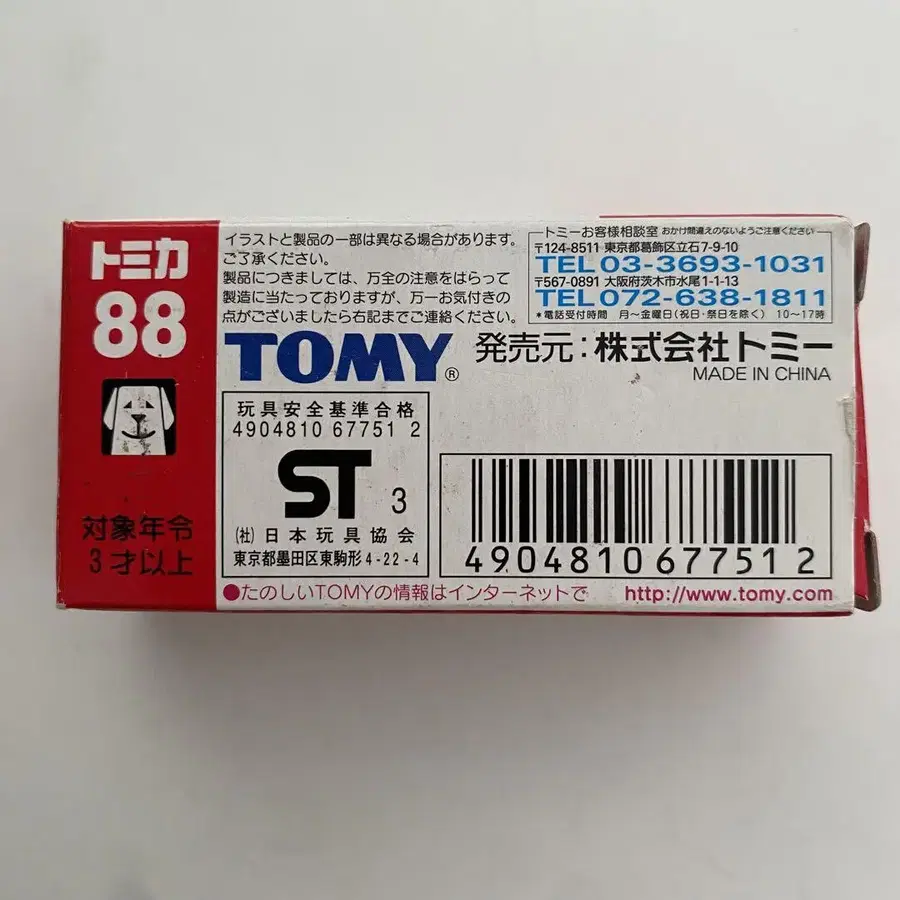 トミカ
88
対象年令
3才以上
イラストと製品の一部は異なる場合があります。
ご了承ください。
製品につきましては、万全の注意をはらって
製造に当たっておりますが、万一お気付きの
点がございましたら右記までご連絡ください。
トミーお客様相談室 おかけ間違えのないようご注意ください
〒124-8511 東京都葛飾区立石7-9-10
TEL 03-3693-1031
〒567-0891 大阪府茨木市水尾1-1-13
TEL 072-638-1811
*電話受付時間 月〜金曜日(祝日・祭日を除く) 10〜17時
TOMY® 発売元:株式会社トミー
MADE IN CHINA
玩具安全基準合格
4904810 67751 2
ST 3
(社)日本玩具協会
東京都墨田区東駒形4-22-4
4904810677512
●たのしいTOMYの情報はインターネットで http://www.tomy.com